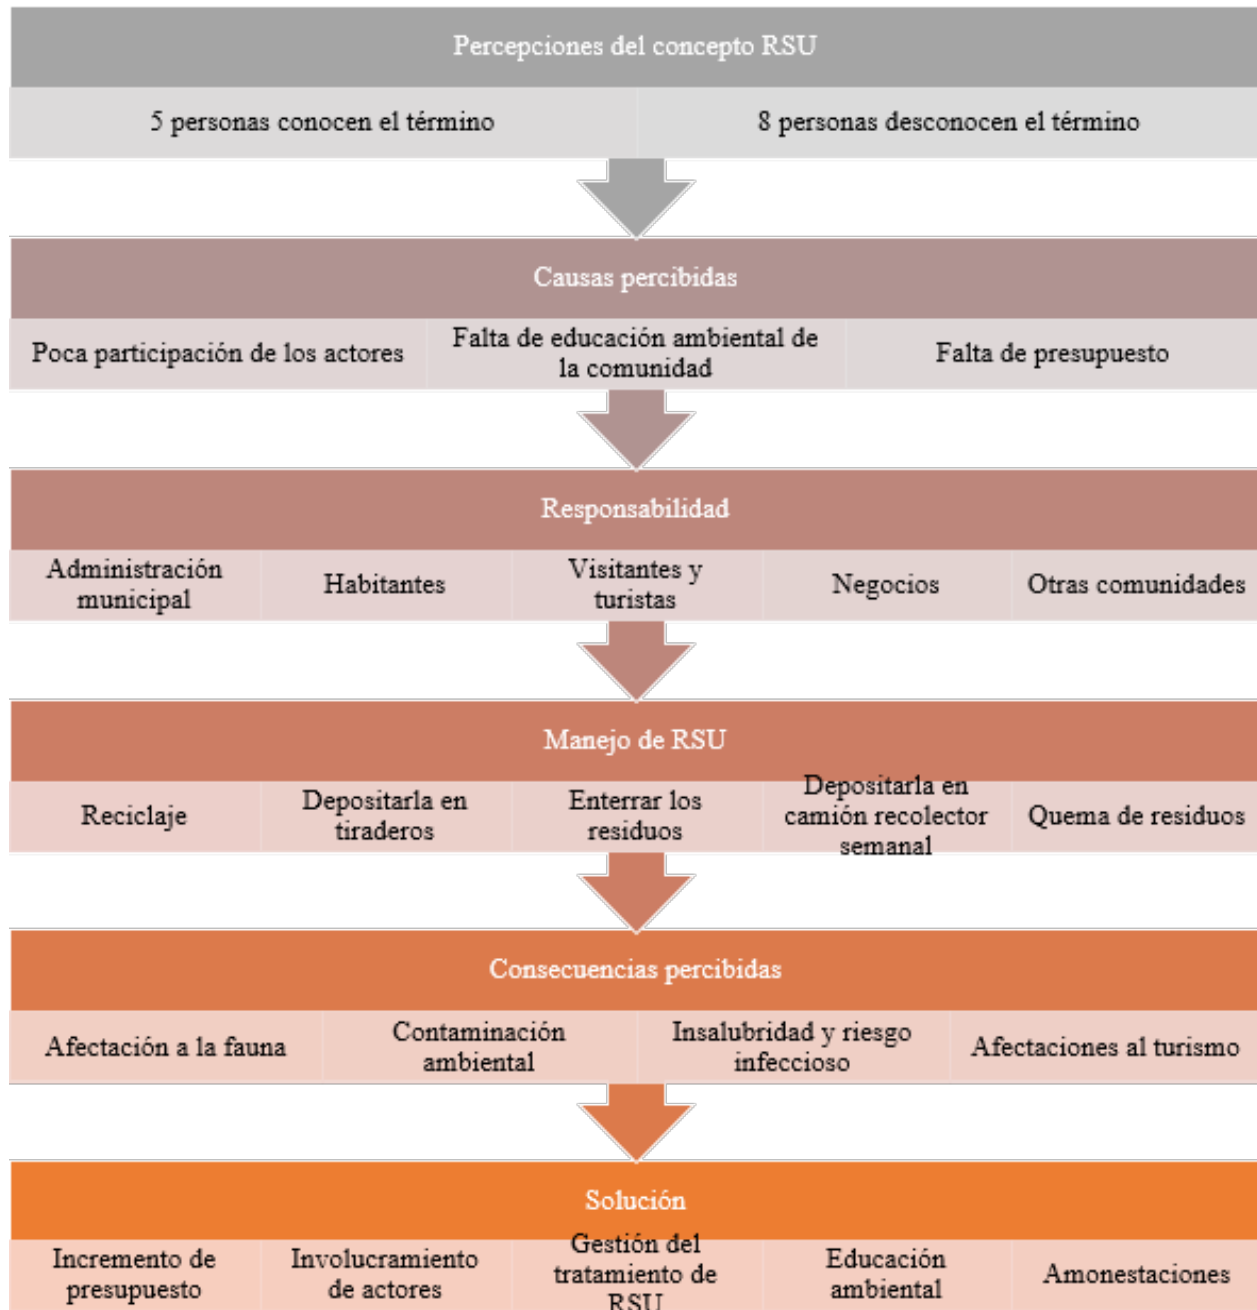 Percepciones del concepto RSU
5 personas conocen el término
8 personas desconocen el término
Causas percibidas
Poca participación de los actores
Falta de educación ambiental de
la comunidad
Falta de presupuesto
Responsabilidad
Administración
municipal
Habitantes
Visitantes y
turistas
Negocios
Otras comunidades
Manejo de RSU
Reciclaje
Depositarla en
tiraderos
Enterrar los
residuos
Depositarla en
camión recolector
semanal
Quema de residuos
Consecuencias percibidas
Afectación a la fauna
Contaminación
ambiental
Insalubridad y riesgo
infeccioso
Afectaciones al turismo
Solución
Incremento de
presupuesto
Involucramiento
de actores
Gestión del
tratamiento de
RSU
Educación
ambiental
Amonestaciones